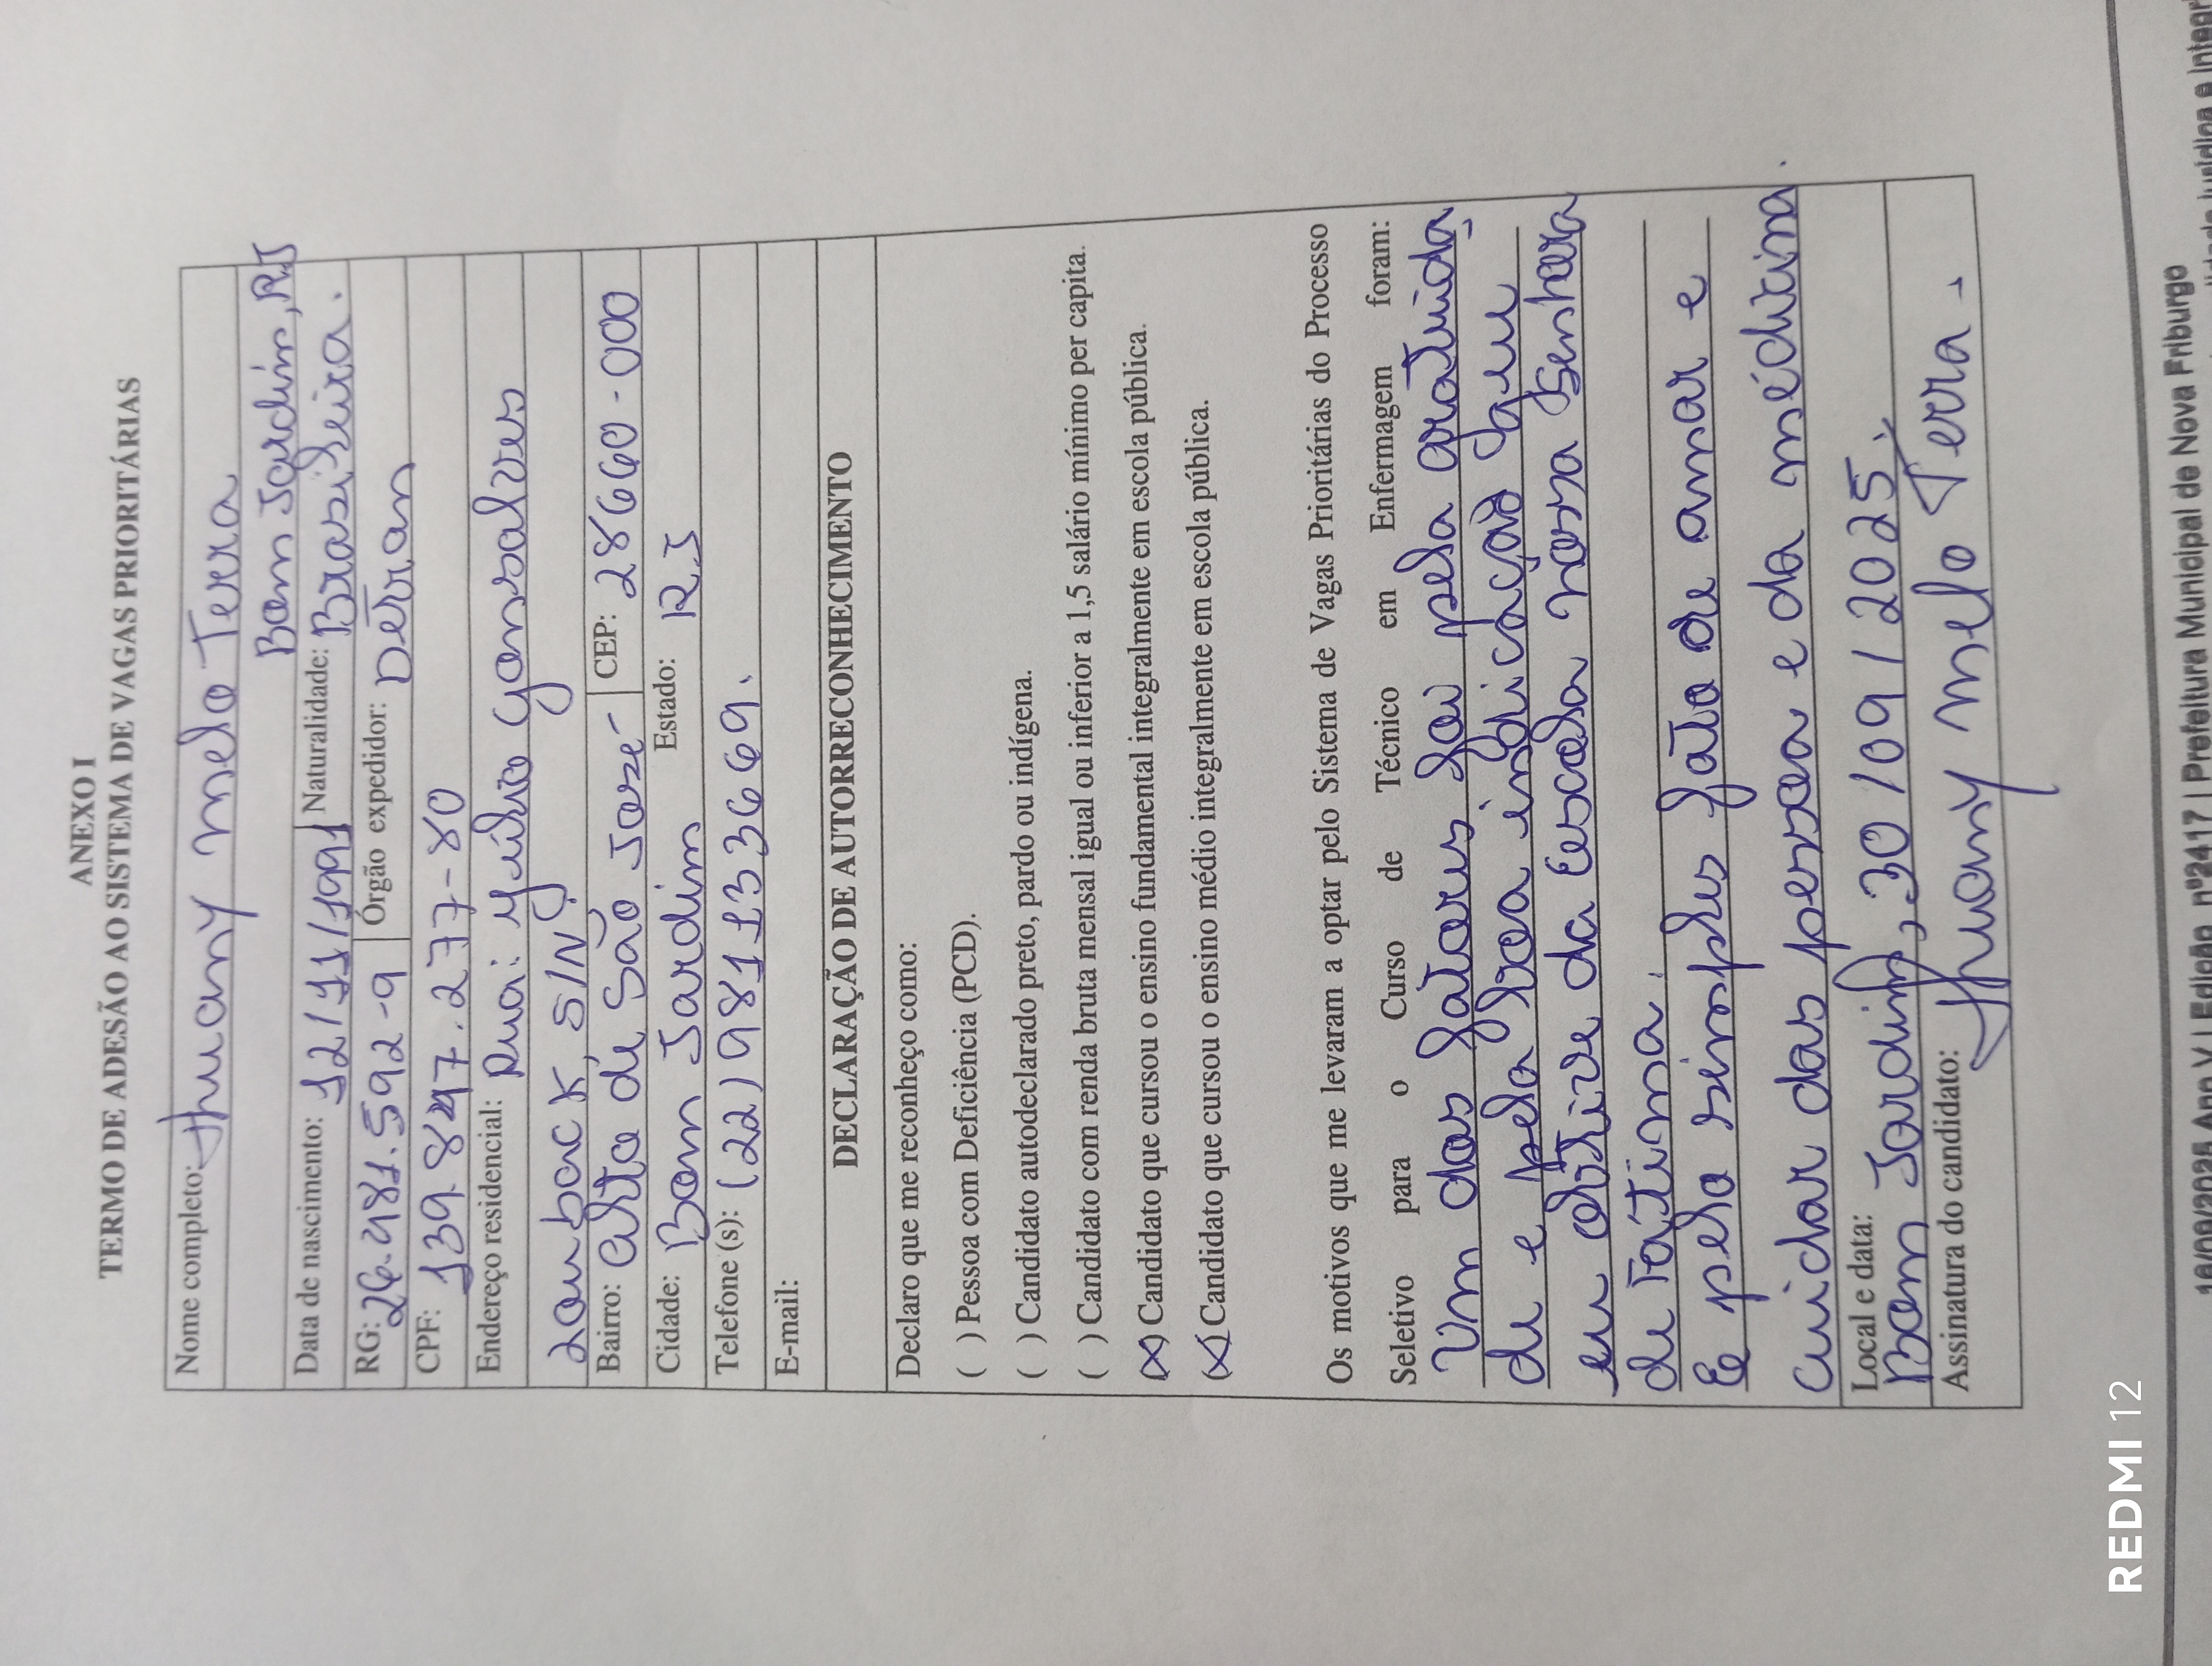 ANEXO I
TERMO DE ADESÃO AO SISTEMA DE VAGAS PRIORITÁRIAS
Nome completo: Thuany Melo Terra
Bom Jardim, RJ
Data de nascimento: 12/11/1991 Naturalidade: Brasileira.
RG: 26.481.592-9 Órgão expedidor: Detran
CPF: 139.847.277-80
Endereço residencial: Rua: Yúlio Gonsalves
Zouback, S/Nº
Bairro: Alto de São José CEP: 28660-000
Cidade: Bom Jardim Estado: RJ
Telefone (s): (22) 981133669.
E-mail:
DECLARAÇÃO DE AUTORRECONHECIMENTO
Declaro que me reconheço como:
( ) Pessoa com Deficiência (PCD).
( ) Candidato autodeclarado preto, pardo ou indígena.
( ) Candidato com renda bruta mensal igual ou inferior a 1,5 salário mínimo per capita.
(X) Candidato que cursou o ensino fundamental integralmente em escola pública.
(X) Candidato que cursou o ensino médio integralmente em escola pública.
Os motivos que me levaram a optar pelo Sistema de Vagas Prioritárias do Processo
Seletivo para o Curso de Técnico em Enfermagem foram:
Um dos fatores foi pela gratuida
de e pela boa indicação que
eu obtive da Escola Nossa Senhora
de Fátima.
E pelo simples fato de amar e
cuidar das pessoa e da médicina.
Local e data:
Bom Jardim, 30/09/2025.
Assinatura do candidato: Thuany Melo Terra.
REDMI 12
16/09/2025 Ano V | Edição nº2417 | Prefeitura Municipal de Nova Friburgo